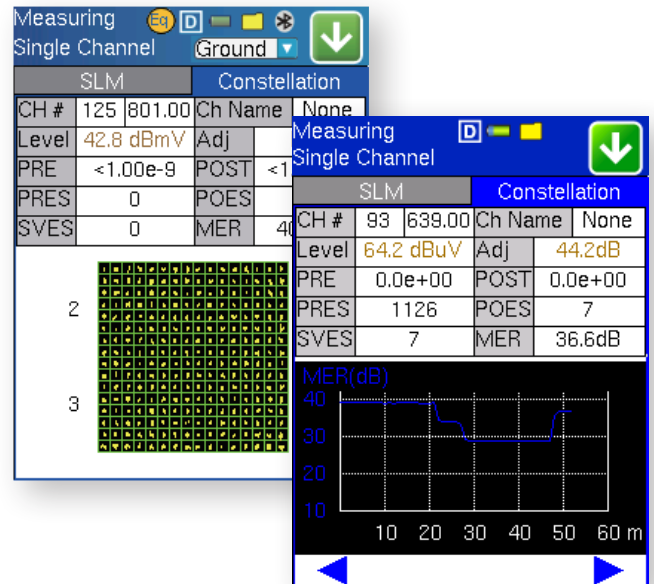 Measuring Eq D
Single Channel Ground
SLM Constellation
CH # 125 801.00 Ch Name None
Level 42.8 dBmV Adj
PRE <1.00e-9 POST <1
PRES 0 POES
SVES 0 MER 40
2
3
Measuring D
Single Channel
SLM Constellation
CH # 93 639.00 Ch Name None
Level 64.2 dBuV Adj 44.2dB
PRE 0.0e+00 POST 0.0e+00
PRES 1126 POES 7
SVES 7 MER 36.6dB
MER(dB)
40
30
20
10
10 20 30 40 50 60 m